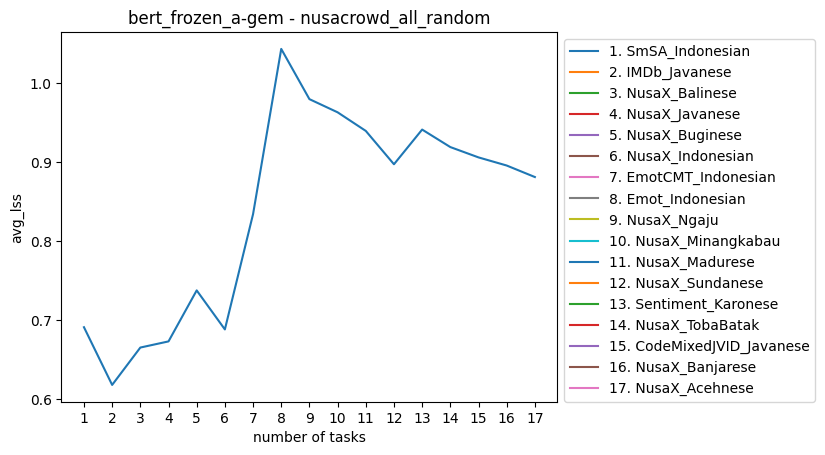 bert_frozen_a-gem - nusacrowd_all_random
1.0
0.9
0.8
0.7
0.6
avg_lss
1 2 3 4 5 6 7 8 9 10 11 12 13 14 15 16 17
number of tasks
1. SmSA_Indonesian
2. IMDb_Javanese
3. NusaX_Balinese
4. NusaX_Javanese
5. NusaX_Buginese
6. NusaX_Indonesian
7. EmotCMT_Indonesian
8. Emot_Indonesian
9. NusaX_Ngaju
10. NusaX_Minangkabau
11. NusaX_Madurese
12. NusaX_Sundanese
13. Sentiment_Karonese
14. NusaX_TobaBatak
15. CodeMixedJVID_Javanese
16. NusaX_Banjarese
17. NusaX_Acehnese